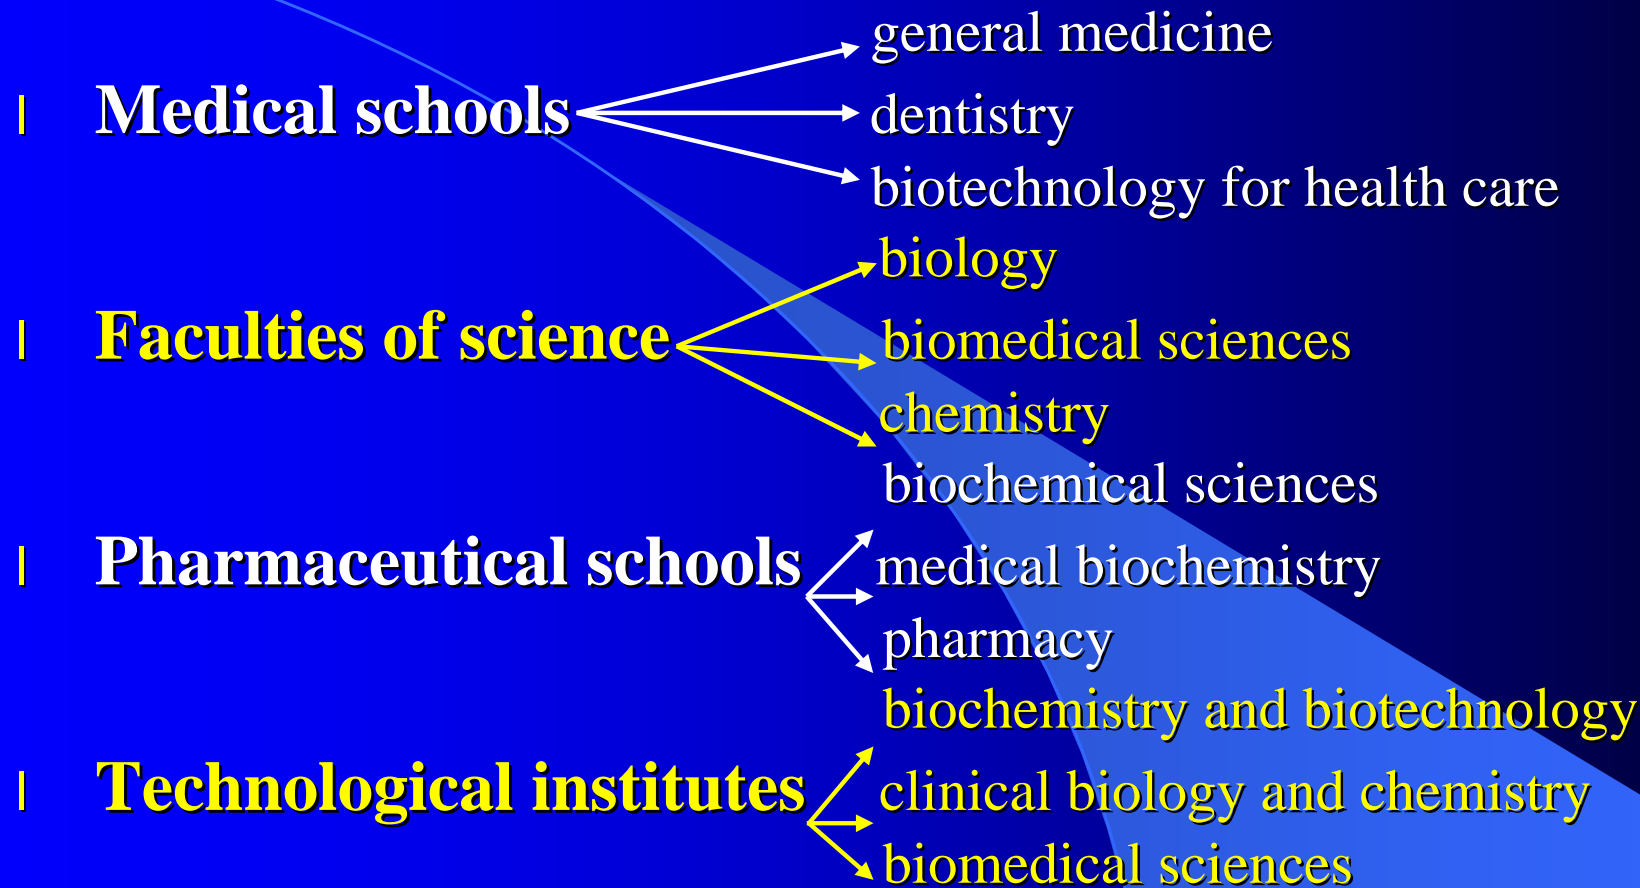 general medicine
Medical schools
dentistry
biotechnology for health care
biology
Faculties of science
biomedical sciences
chemistry
biochemical sciences
Pharmaceutical schools
medical biochemistry
pharmacy
biochemistry and biotechnology
Technological institutes
clinical biology and chemistry
biomedical sciences